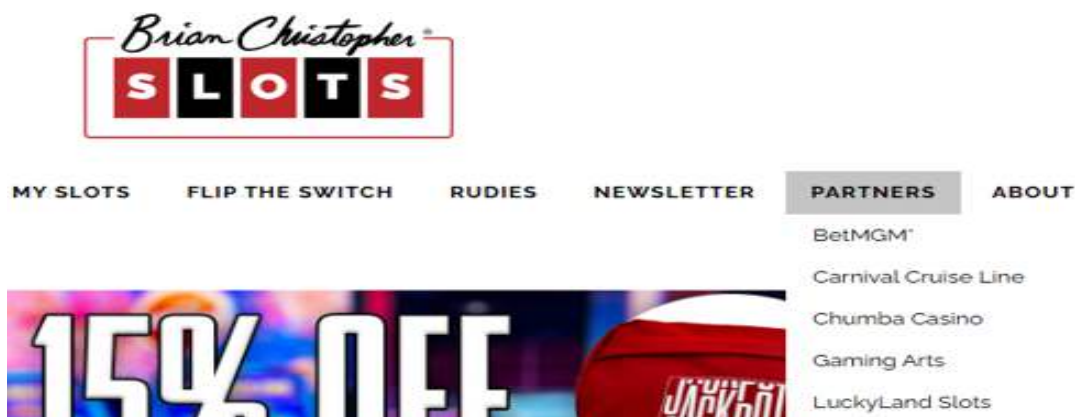 Brian Christopher®
SLOTS
MY SLOTS FLIP THE SWITCH RUDIES NEWSLETTER PARTNERS ABOUT
BetMGM*
Carnival Cruise Line
Chumba Casino
Gaming Arts
LuckyLand Slots
15% OFF
JACKPOT